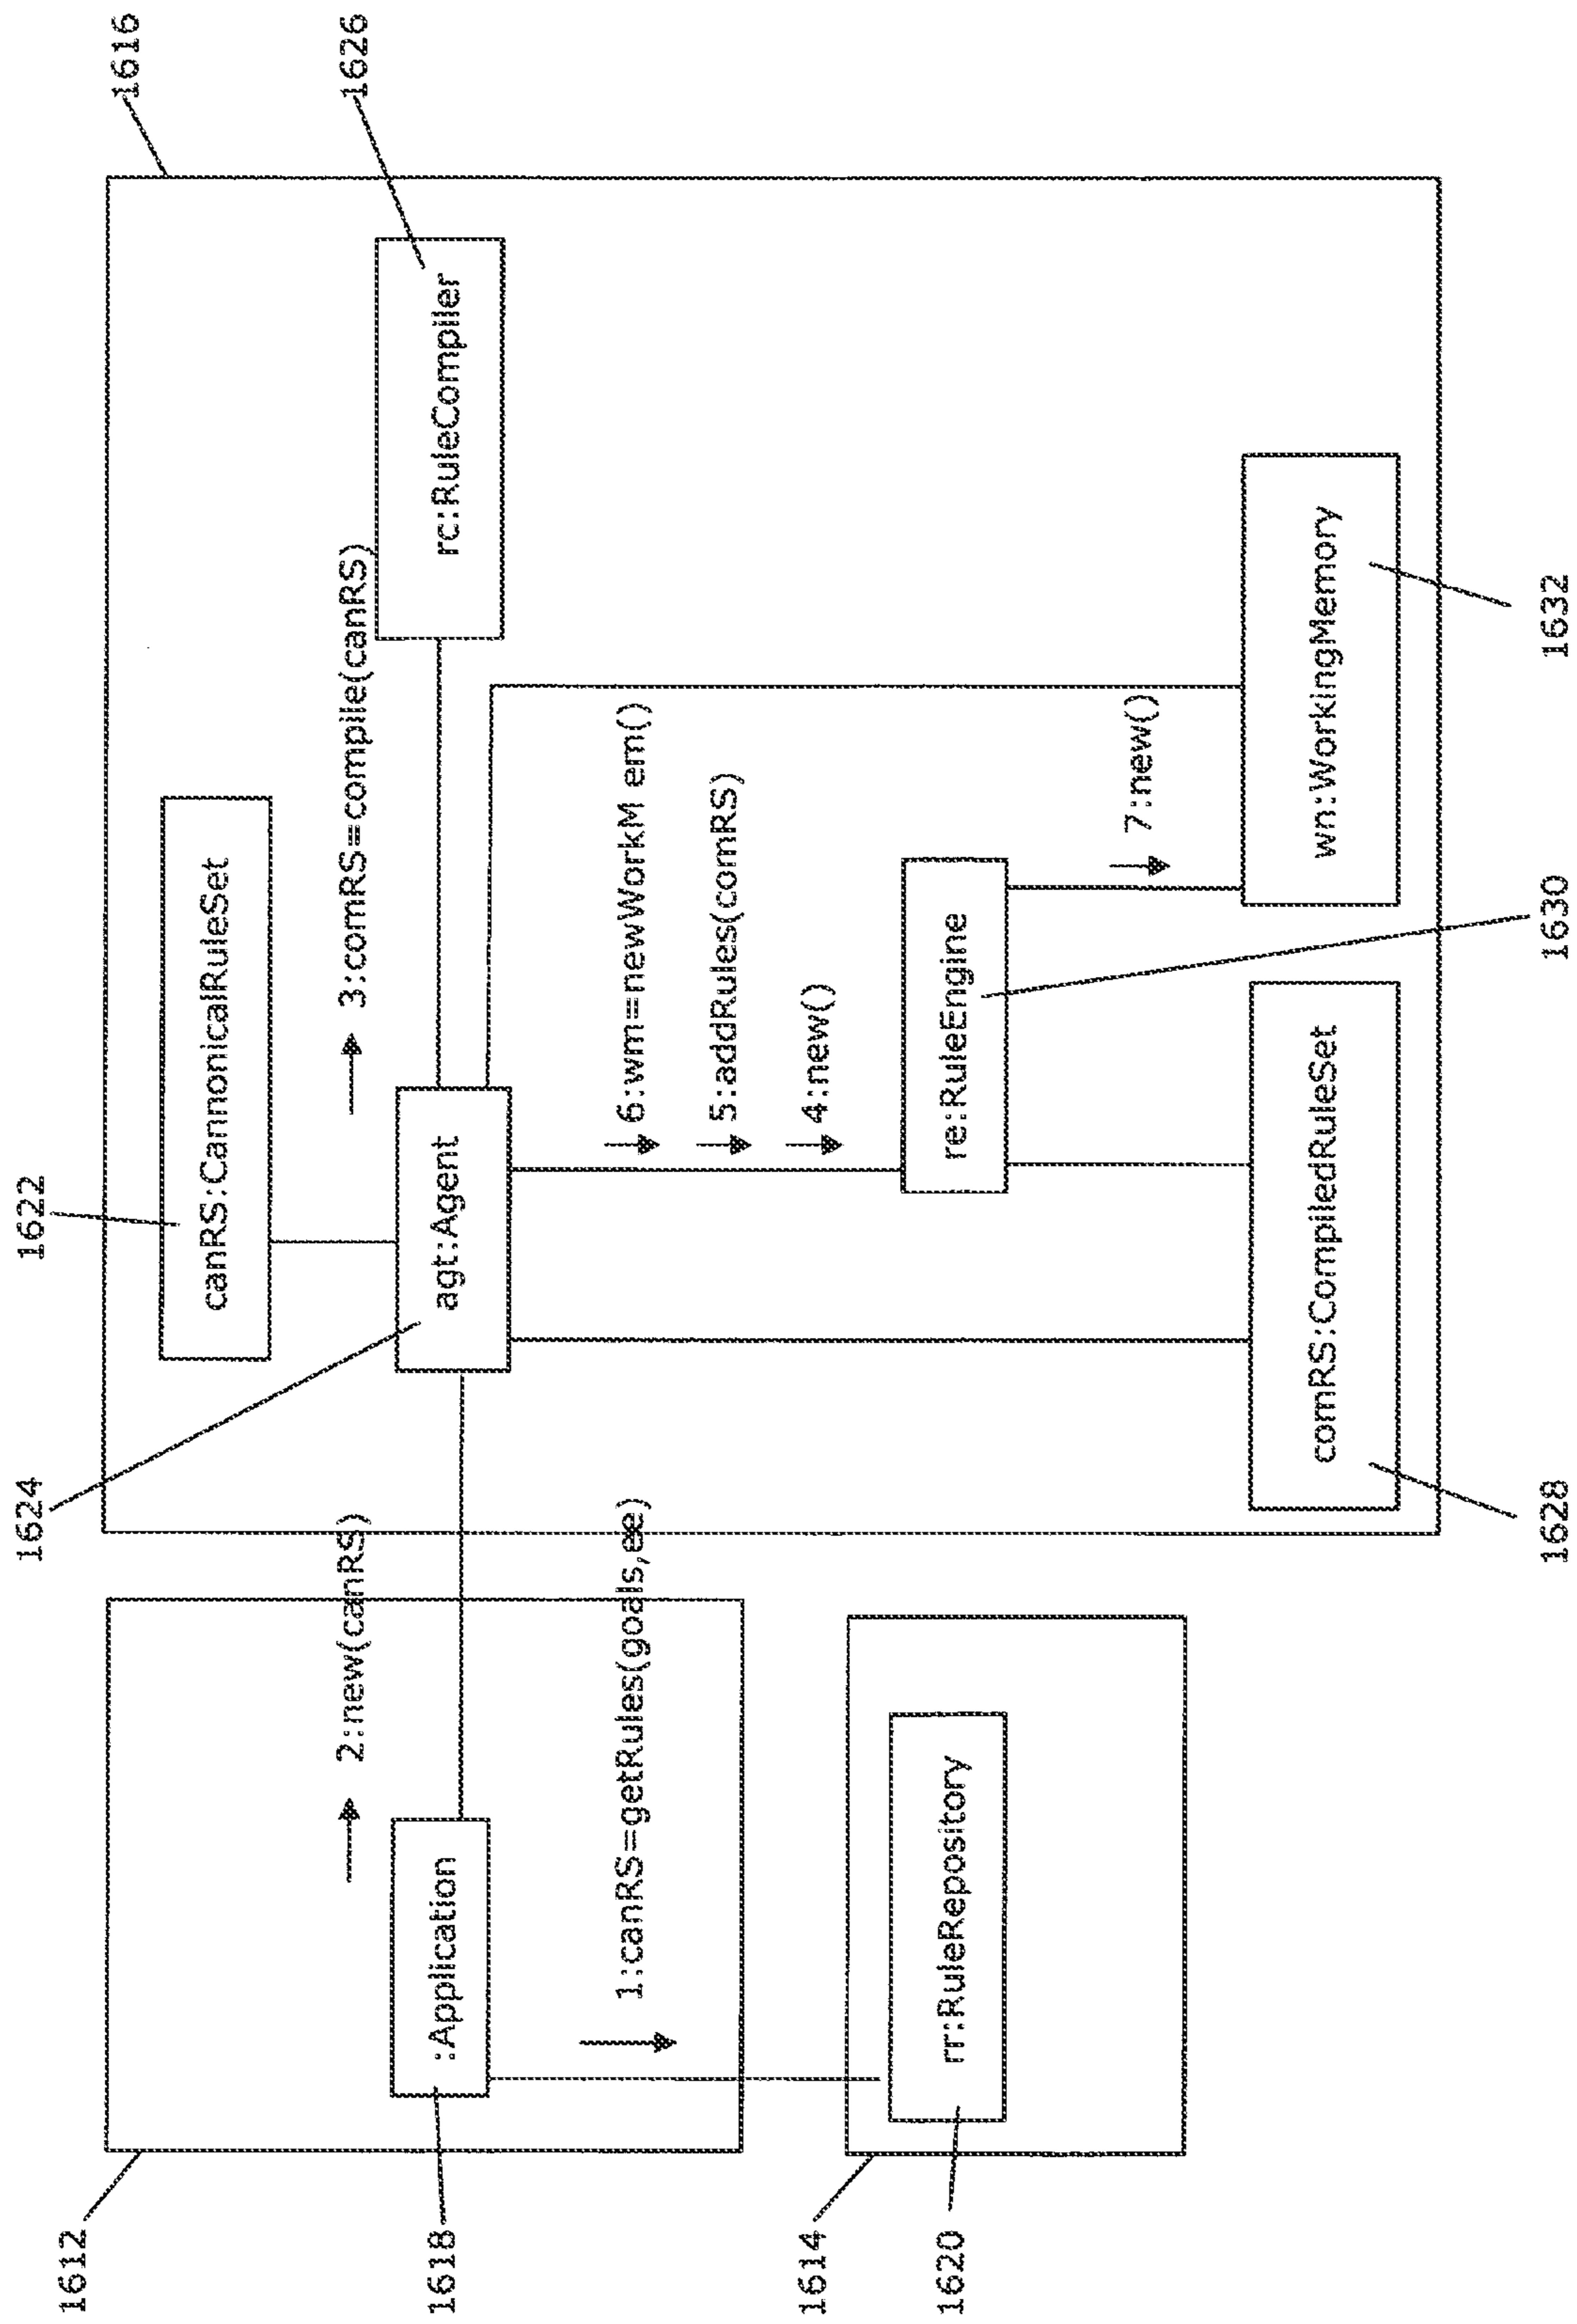 1624
1622
1612
1616
canRS:CannonicalRuleSet
2:new(canRS)
3:comRS=compile(canRS)
1626
1618
:Application
agt:Agent
rc:RuleCompiler
1:canRS=getRules(goals,ee)
6:wm=newWorkM em()
5:addRules(comRS)
1614
4:new()
1620
rr:RuleRepository
re:RuleEngine
7:new()
comRS:CompiledRuleSet
wn:WorkingMemory
1628
1630
1632